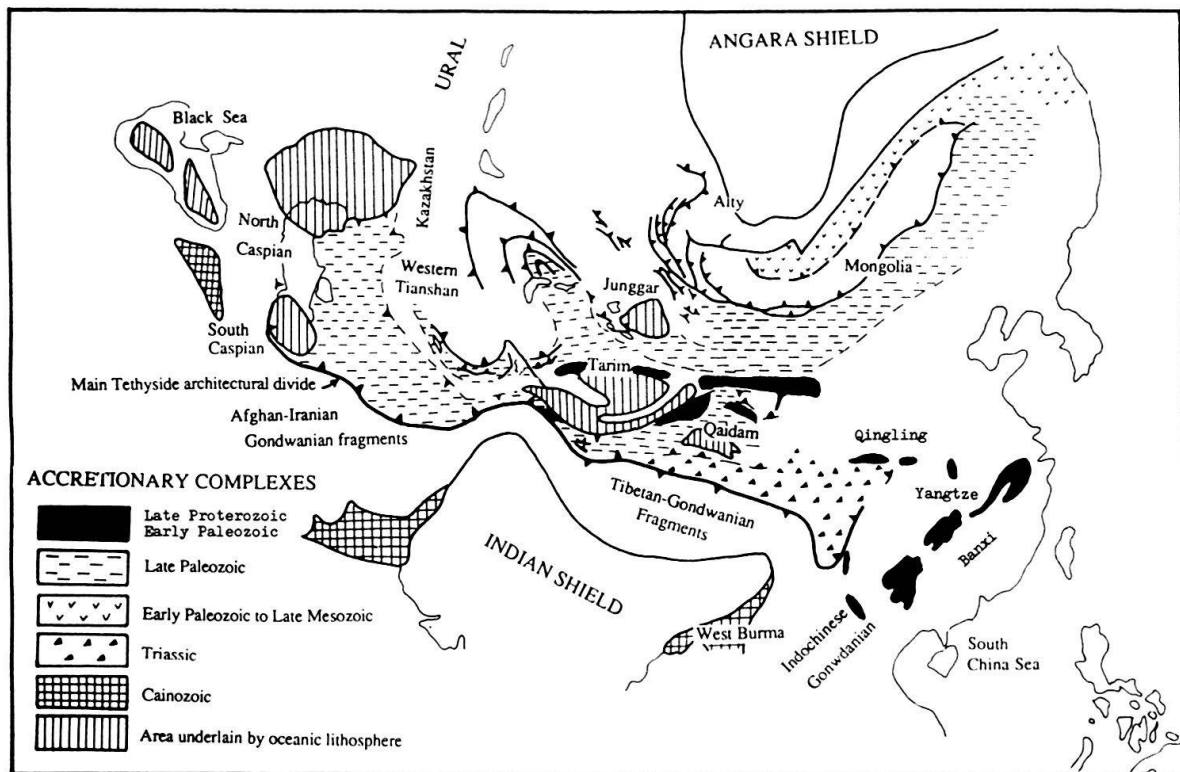 ANGARA SHIELD
URAL
Black Sea
Kazakhstan
Alty
North
Caspian
Western
Tianshan
Junggar
Mongolia
South
Caspian
Tarim
Main Tethyside architectural divide
Afghan-Iranian
Gondwanian fragments
Qaidam
Qingling
Yangtze
Banxi
Tibetan-Gondwanian
Fragments
INDIAN SHIELD
West Burma
Indochinese
Gonwdanian
South
China Sea
ACCRETIONARY COMPLEXES
Late Proterozoic
Early Paleozoic
Late Paleozoic
Early Paleozoic to Late Mesozoic
Triassic
Cainozoic
Area underlain by oceanic lithosphere